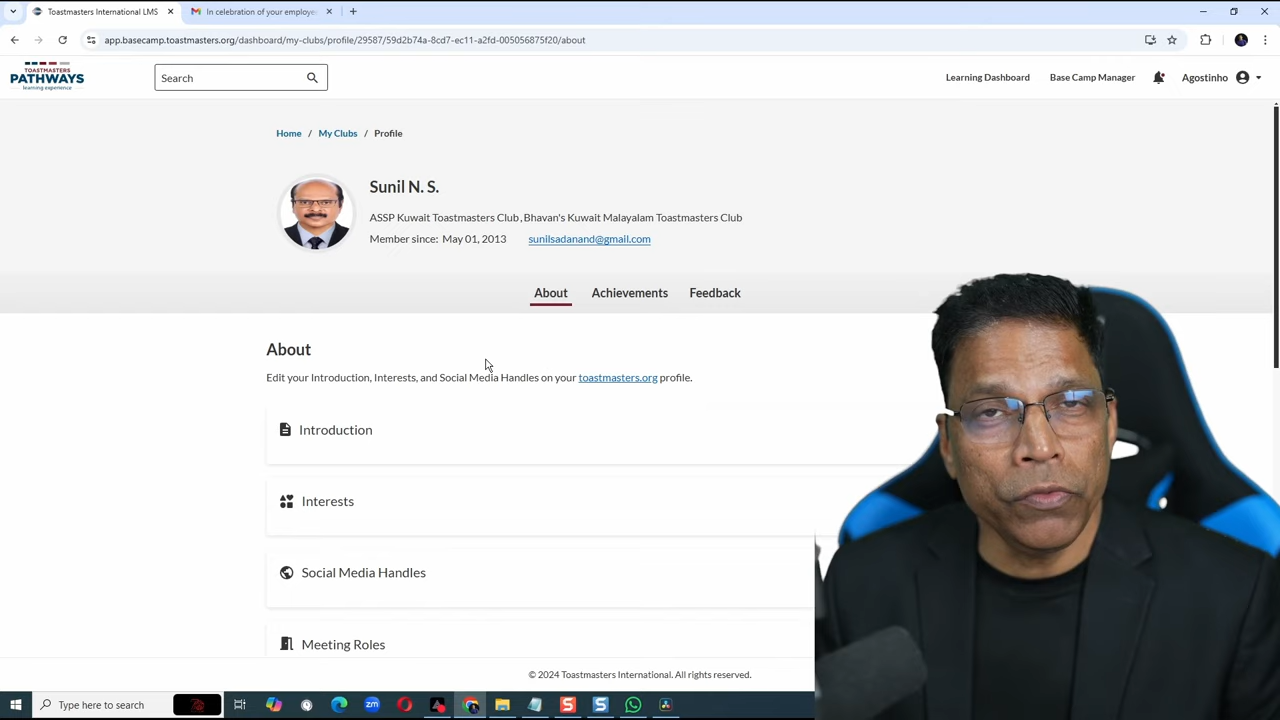 Toastmasters International LMS
In celebration of your employe
app.basecamp.toastmasters.org/dashboard/my-clubs/profile/29587/59d2b74a-8cd7-ec11-a2fd-005056875f20/about
TOASTMASTERS
PATHWAYS
learning experience
Search
Learning Dashboard
Base Camp Manager
Agostinho
Home / My Clubs / Profile
Sunil N. S.
ASSP Kuwait Toastmasters Club, Bhavan's Kuwait Malayalam Toastmasters Club
Member since: May 01, 2013 sunilsadanand@gmail.com
About Achievements Feedback
About
Edit your Introduction, Interests, and Social Media Handles on your toastmasters.org profile.
Introduction
Interests
Social Media Handles
Meeting Roles
© 2024 Toastmasters International. All rights reserved.
Type here to search